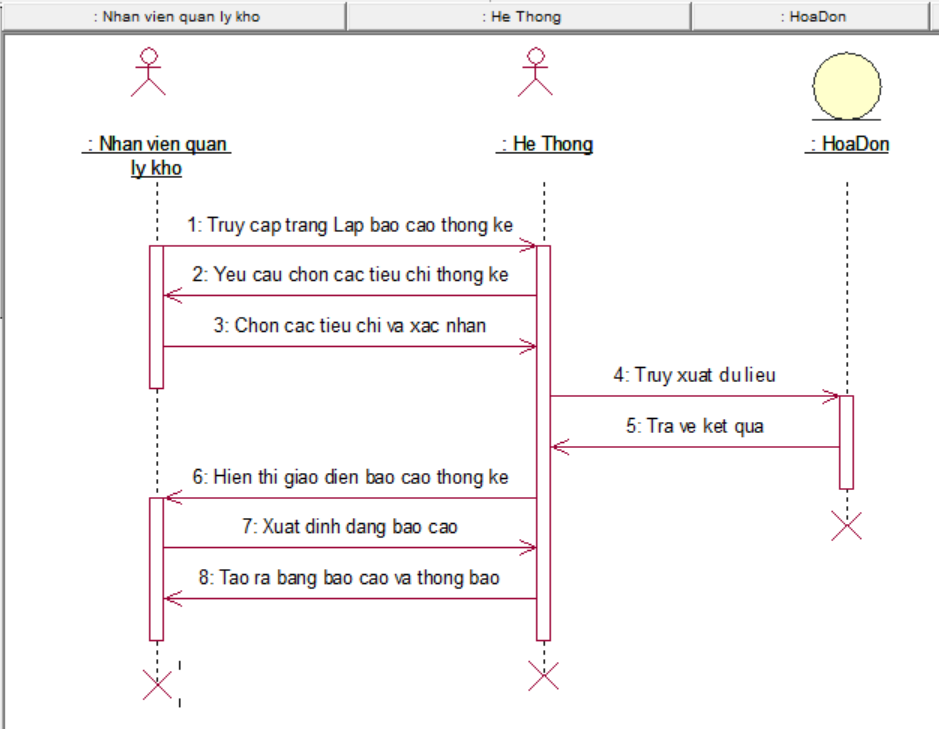 : Nhan vien quan ly kho
: He Thong
: HoaDon
: Nhan vien quan
ly kho
: He Thong
: HoaDon
1: Truy cap trang Lap bao cao thong ke
2: Yeu cau chon cac tieu chi thong ke
3: Chon cac tieu chi va xac nhan
4: Truy xuat du lieu
5: Tra ve ket qua
6: Hien thi giao dien bao cao thong ke
7: Xuat dinh dang bao cao
8: Tao ra bang bao cao va thong bao